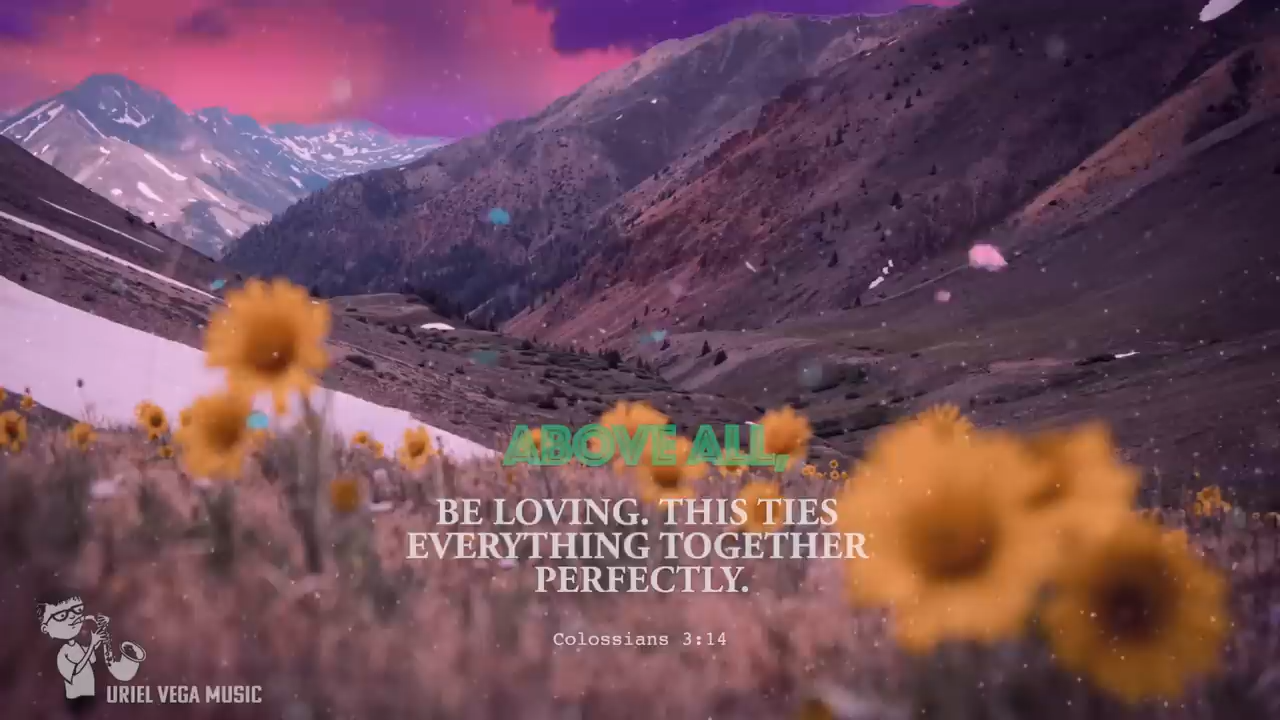 ABOVE ALL,
BE LOVING. THIS TIES
EVERYTHING TOGETHER
PERFECTLY.
Colossians 3:14
URIEL VEGA MUSIC